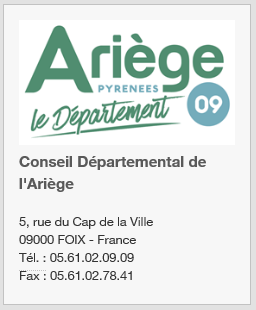 Ariège
PYRENEES
le Département
09
Conseil Départemental de
l'Ariège
5, rue du Cap de la Ville
09000 FOIX - France
Tél. : 05.61.02.09.09
Fax : 05.61.02.78.41